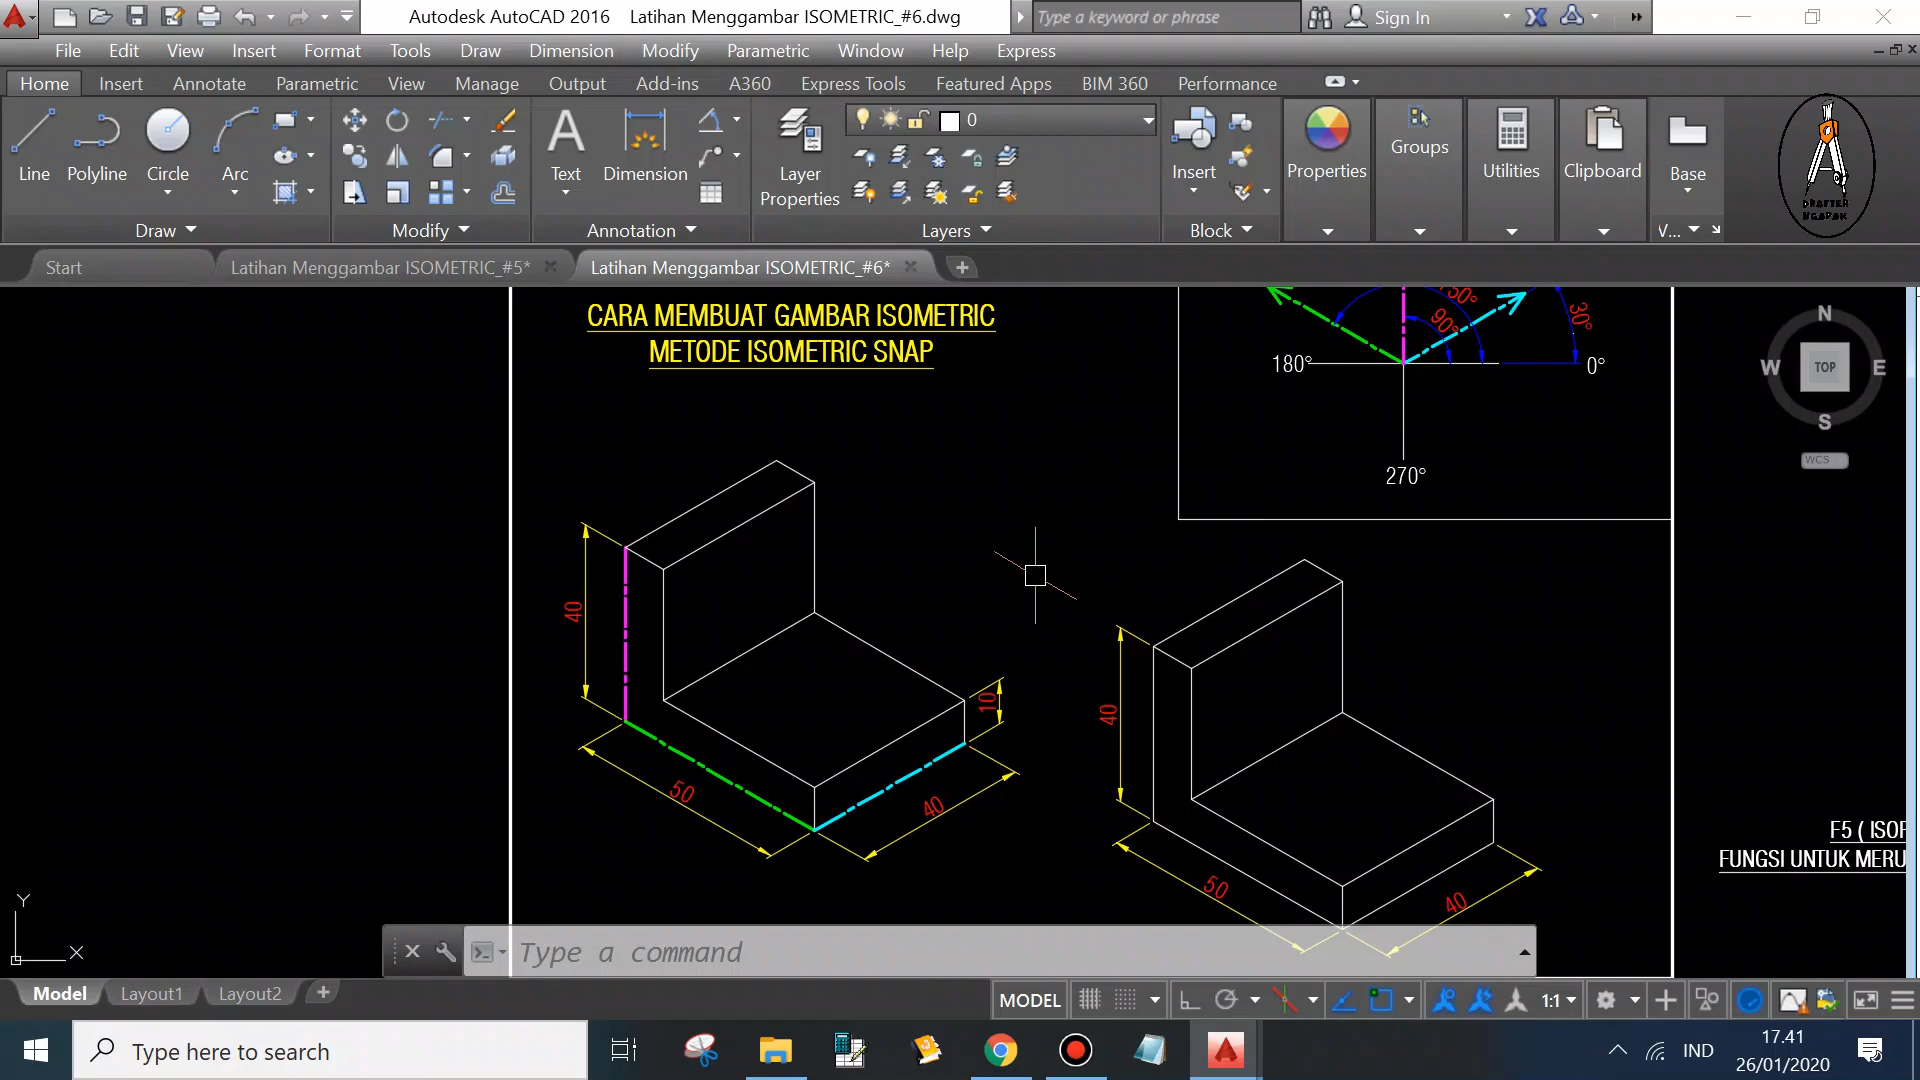 Autodesk AutoCAD 2016 Latihan Menggambar ISOMETRIC_#6.dwg
Type a keyword or phrase
Sign In
File Edit View Insert Format Tools Draw Dimension Modify Parametric Window Help Express
Home Insert Annotate Parametric View Manage Output Add-ins A360 Express Tools Featured Apps BIM 360 Performance
0
Line Polyline Circle Arc
Text Dimension
Layer Properties
Insert
Properties
Groups
Utilities
Clipboard
Base
DRAFTER
NGAPAK
Draw Modify Annotation Layers Block V...
Start Latihan Menggambar ISOMETRIC_#5* Latihan Menggambar ISOMETRIC_#6*
CARA MEMBUAT GAMBAR ISOMETRIC
METODE ISOMETRIC SNAP
150°
90°
30°
180°
0°
270°
N
W TOP E
S
WCS
40
10
50
40
40
50
40
F5 ( ISOP
FUNGSI UNTUK MERU
Y
X
Type a command
Model Layout1 Layout2
MODEL
1:1
Type here to search
IND
17.41
26/01/2020